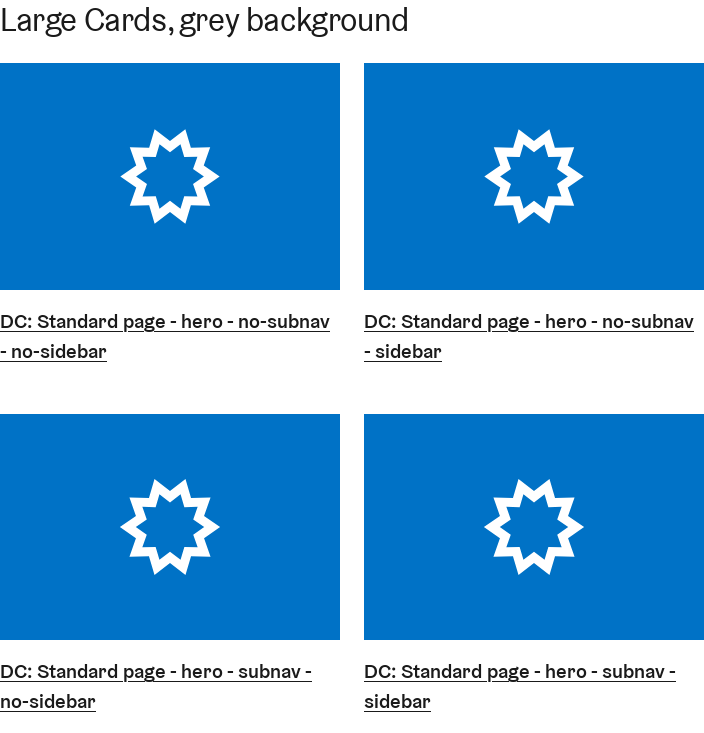 Large Cards, grey background
DC: Standard page - hero - no-subnav
- no-sidebar
DC: Standard page - hero - no-subnav
- sidebar
DC: Standard page - hero - subnav -
no-sidebar
DC: Standard page - hero - subnav -
sidebar